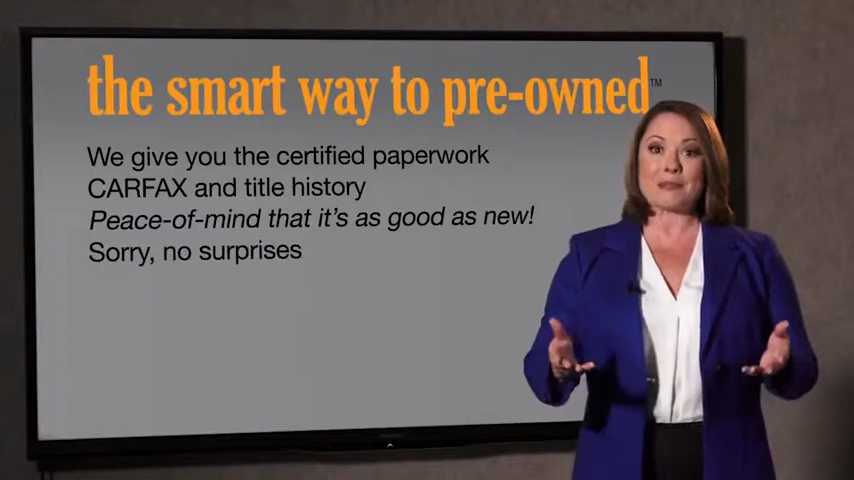 the smart way to pre-owned™
We give you the certified paperwork
CARFAX and title history
Peace-of-mind that it's as good as new!
Sorry, no surprises